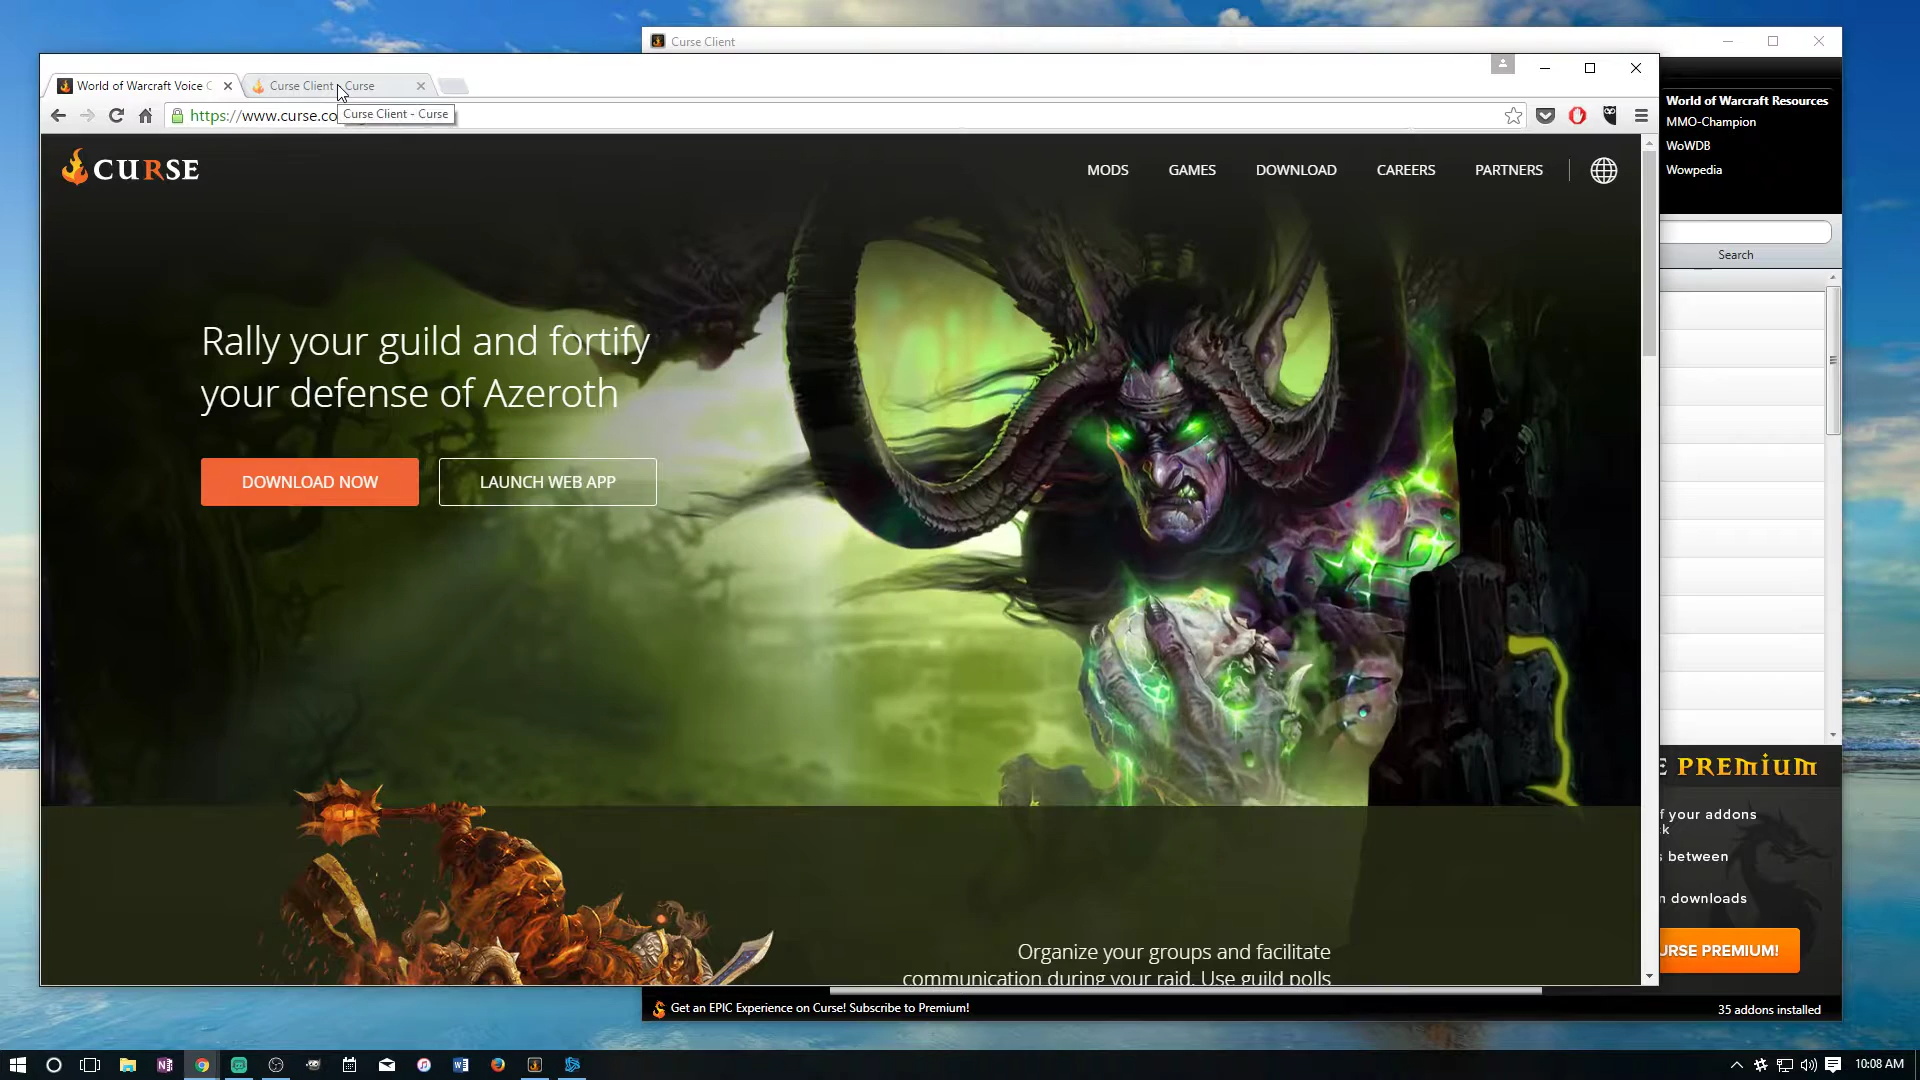 Curse Client
World of Warcraft Voice C
Curse Client - Curse
https://www.curse.co
Curse Client - Curse
World of Warcraft Resources
MMO-Champion
WoWDB
Wowpedia
CURSE
MODS
GAMES
DOWNLOAD
CAREERS
PARTNERS
Search
Rally your guild and fortify
your defense of Azeroth
DOWNLOAD NOW
LAUNCH WEB APP
E PREMIUM
f your addons
k
s between
n downloads
URSE PREMIUM!
Organize your groups and facilitate
communication during your raid. Use guild polls
Get an EPIC Experience on Curse! Subscribe to Premium!
35 addons installed
10:08 AM